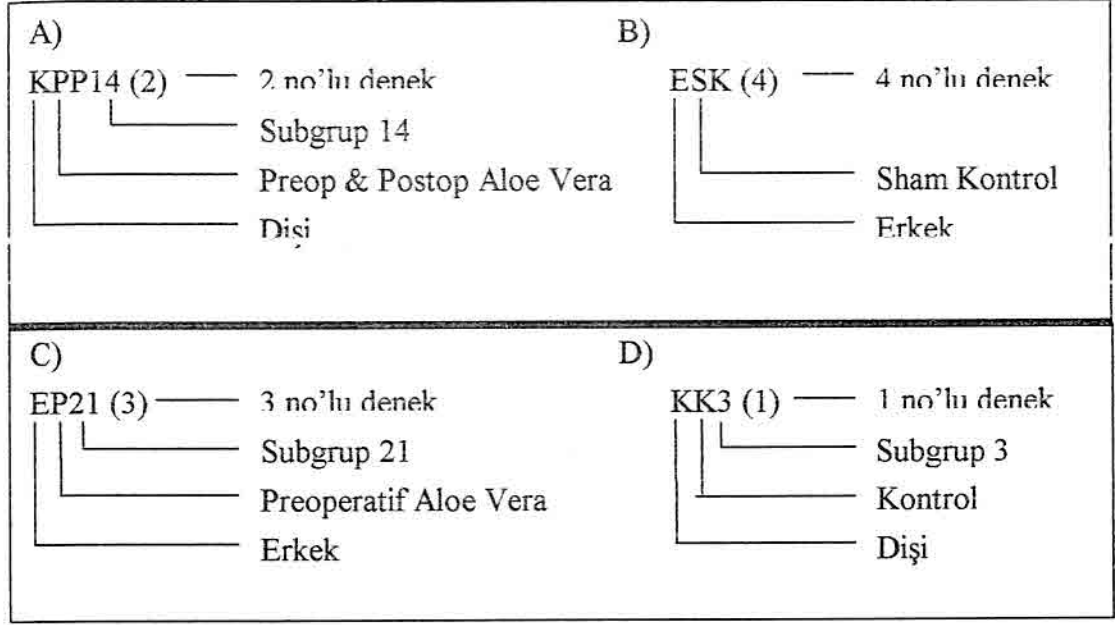 A)
KPP14 (2) 2 no’lu denek
Subgrup 14
Preop & Postop Aloe Vera
Dişi
B)
ESK (4) 4 no’lu denek
Sham Kontrol
Erkek
C)
EP21 (3) 3 no’lu denek
Subgrup 21
Preoperatif Aloe Vera
Erkek
D)
KK3 (1) 1 no’lu denek
Subgrup 3
Kontrol
Dişi